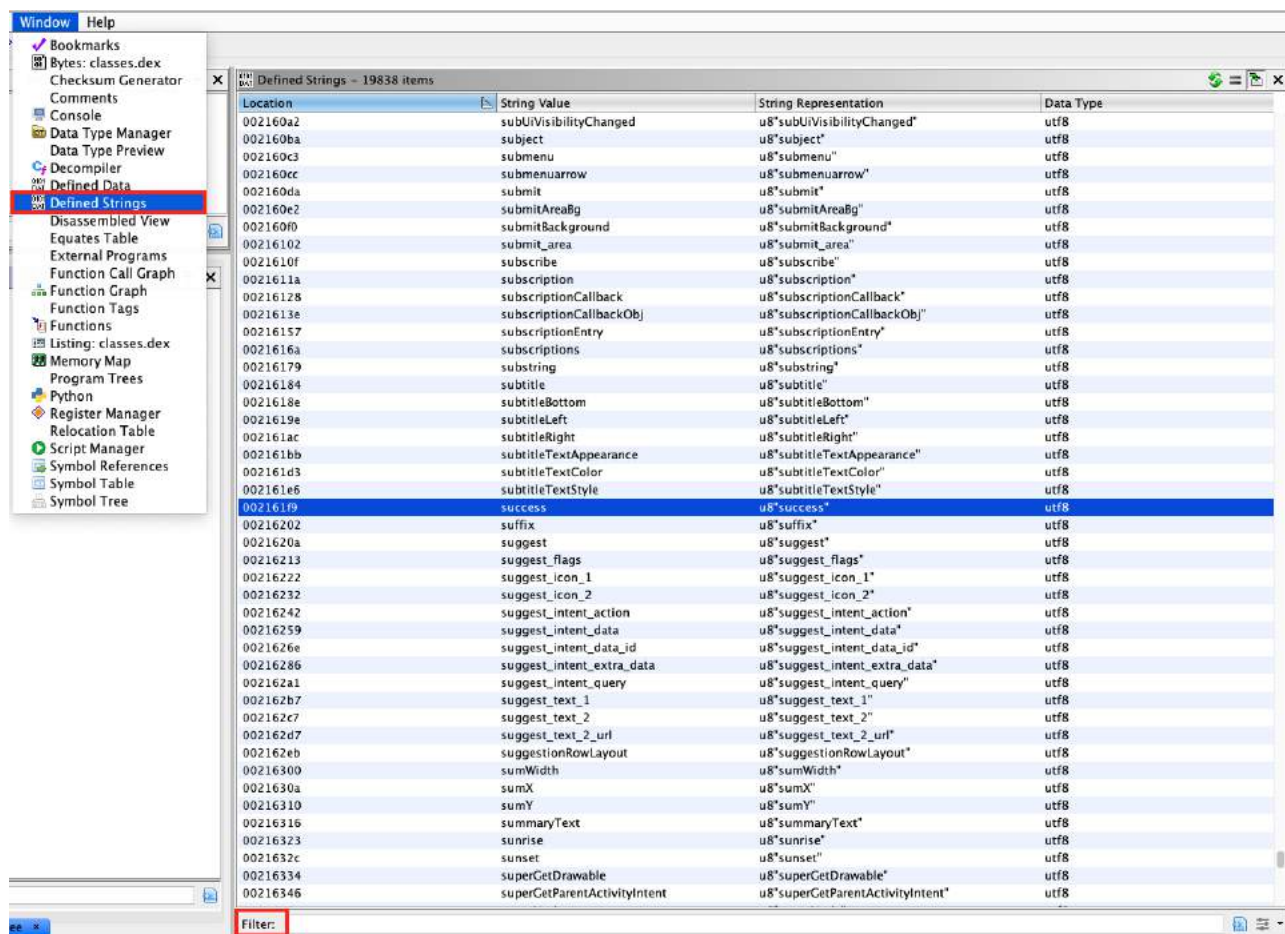 Window Help
Bookmarks
Bytes: classes.dex
Checksum Generator
Comments
Console
Data Type Manager
Data Type Preview
Decompiler
Defined Data
Defined Strings
Disassembled View
Equates Table
External Programs
Function Call Graph
Function Graph
Function Tags
Functions
Listing: classes.dex
Memory Map
Program Trees
Python
Register Manager
Relocation Table
Script Manager
Symbol References
Symbol Table
Symbol Tree
Defined Strings - 19838 items
Location String Value String Representation Data Type
002160a2 subUiVisibilityChanged u8"subUiVisibilityChanged" utf8
002160ba subject u8"subject" utf8
002160c3 submenu u8"submenu" utf8
002160cc submenuarrow u8"submenuarrow" utf8
002160da submit u8"submit" utf8
002160e2 submitAreaBg u8"submitAreaBg" utf8
002160f0 submitBackground u8"submitBackground" utf8
00216102 submit_area u8"submit_area" utf8
0021610f subscribe u8"subscribe" utf8
0021611a subscription u8"subscription" utf8
00216128 subscriptionCallback u8"subscriptionCallback" utf8
0021613e subscriptionCallbackObj u8"subscriptionCallbackObj" utf8
00216157 subscriptionEntry u8"subscriptionEntry" utf8
0021616a subscriptions u8"subscriptions" utf8
00216179 substring u8"substring" utf8
00216184 subtitle u8"subtitle" utf8
0021618e subtitleBottom u8"subtitleBottom" utf8
0021619e subtitleLeft u8"subtitleLeft" utf8
002161ac subtitleRight u8"subtitleRight" utf8
002161bb subtitleTextAppearance u8"subtitleTextAppearance" utf8
002161d3 subtitleTextColor u8"subtitleTextColor" utf8
002161e6 subtitleTextStyle u8"subtitleTextStyle" utf8
002161f9 success u8"success" utf8
00216202 suffix u8"suffix" utf8
0021620a suggest u8"suggest" utf8
00216213 suggest_flags u8"suggest_flags" utf8
00216222 suggest_icon_1 u8"suggest_icon_1" utf8
00216232 suggest_icon_2 u8"suggest_icon_2" utf8
00216242 suggest_intent_action u8"suggest_intent_action" utf8
00216259 suggest_intent_data u8"suggest_intent_data" utf8
0021626e suggest_intent_data_id u8"suggest_intent_data_id" utf8
00216286 suggest_intent_extra_data u8"suggest_intent_extra_data" utf8
002162a1 suggest_intent_query u8"suggest_intent_query" utf8
002162b7 suggest_text_1 u8"suggest_text_1" utf8
002162c7 suggest_text_2 u8"suggest_text_2" utf8
002162d7 suggest_text_2_url u8"suggest_text_2_url" utf8
002162eb suggestionRowLayout u8"suggestionRowLayout" utf8
00216300 sumWidth u8"sumWidth" utf8
0021630a sumX u8"sumX" utf8
00216310 sumY u8"sumY" utf8
00216316 summaryText u8"summaryText" utf8
00216323 sunrise u8"sunrise" utf8
0021632c sunset u8"sunset" utf8
00216334 superGetDrawable u8"superGetDrawable" utf8
00216346 superGetParentActivityIntent u8"superGetParentActivityIntent" utf8
Filter: